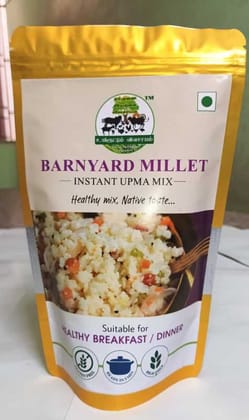 TM
BARNYARD MILLET
INSTANT UPMA MIX
Healthy mix, Native taste...
Suitable for
HEALTHY BREAKFAST / DINNER